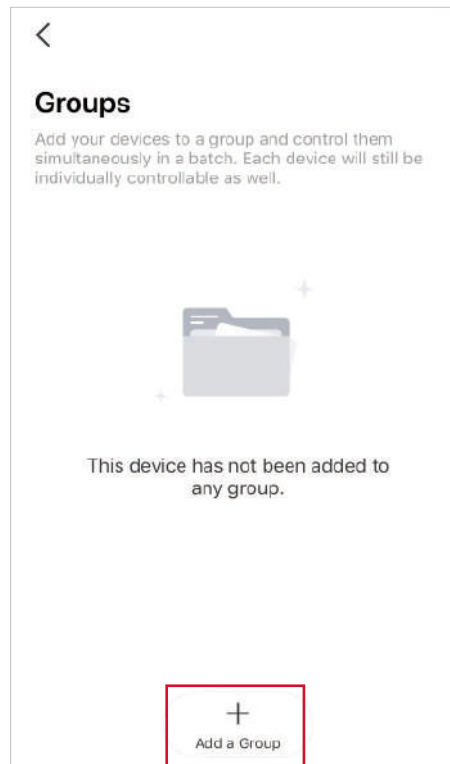 Groups
Add your devices to a group and control them
simultaneously in a batch. Each device will still be
individually controllable as well.
This device has not been added to
any group.
Add a Group